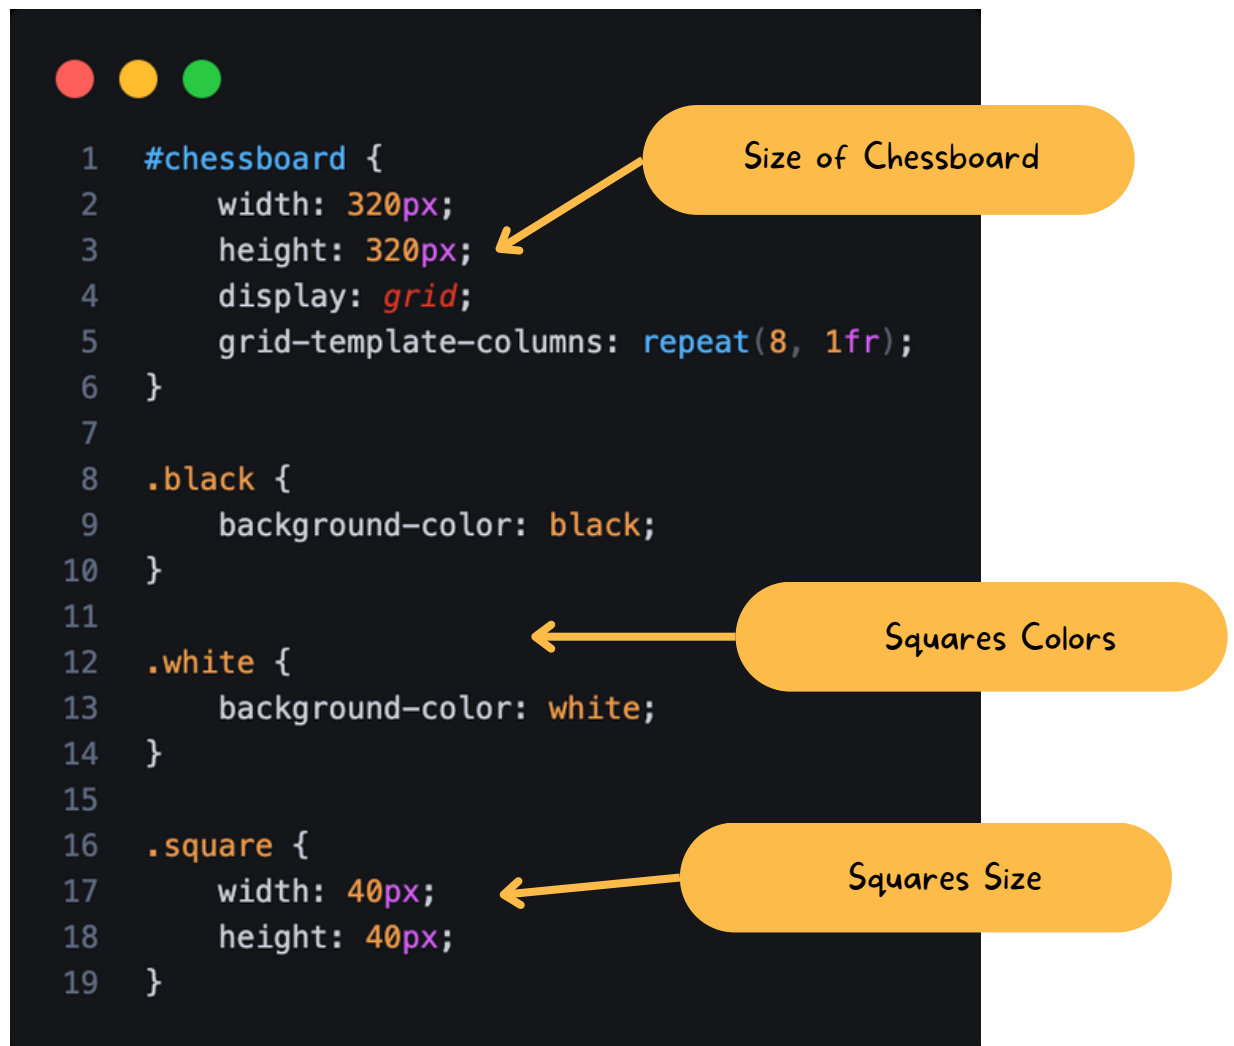 1 #chessboard {
2 width: 320px;
3 height: 320px;
4 display: grid;
5 grid-template-columns: repeat(8, 1fr);
6 }
7
8 .black {
9 background-color: black;
10 }
11
12 .white {
13 background-color: white;
14 }
15
16 .square {
17 width: 40px;
18 height: 40px;
19 }
Size of Chessboard
Squares Colors
Squares Size